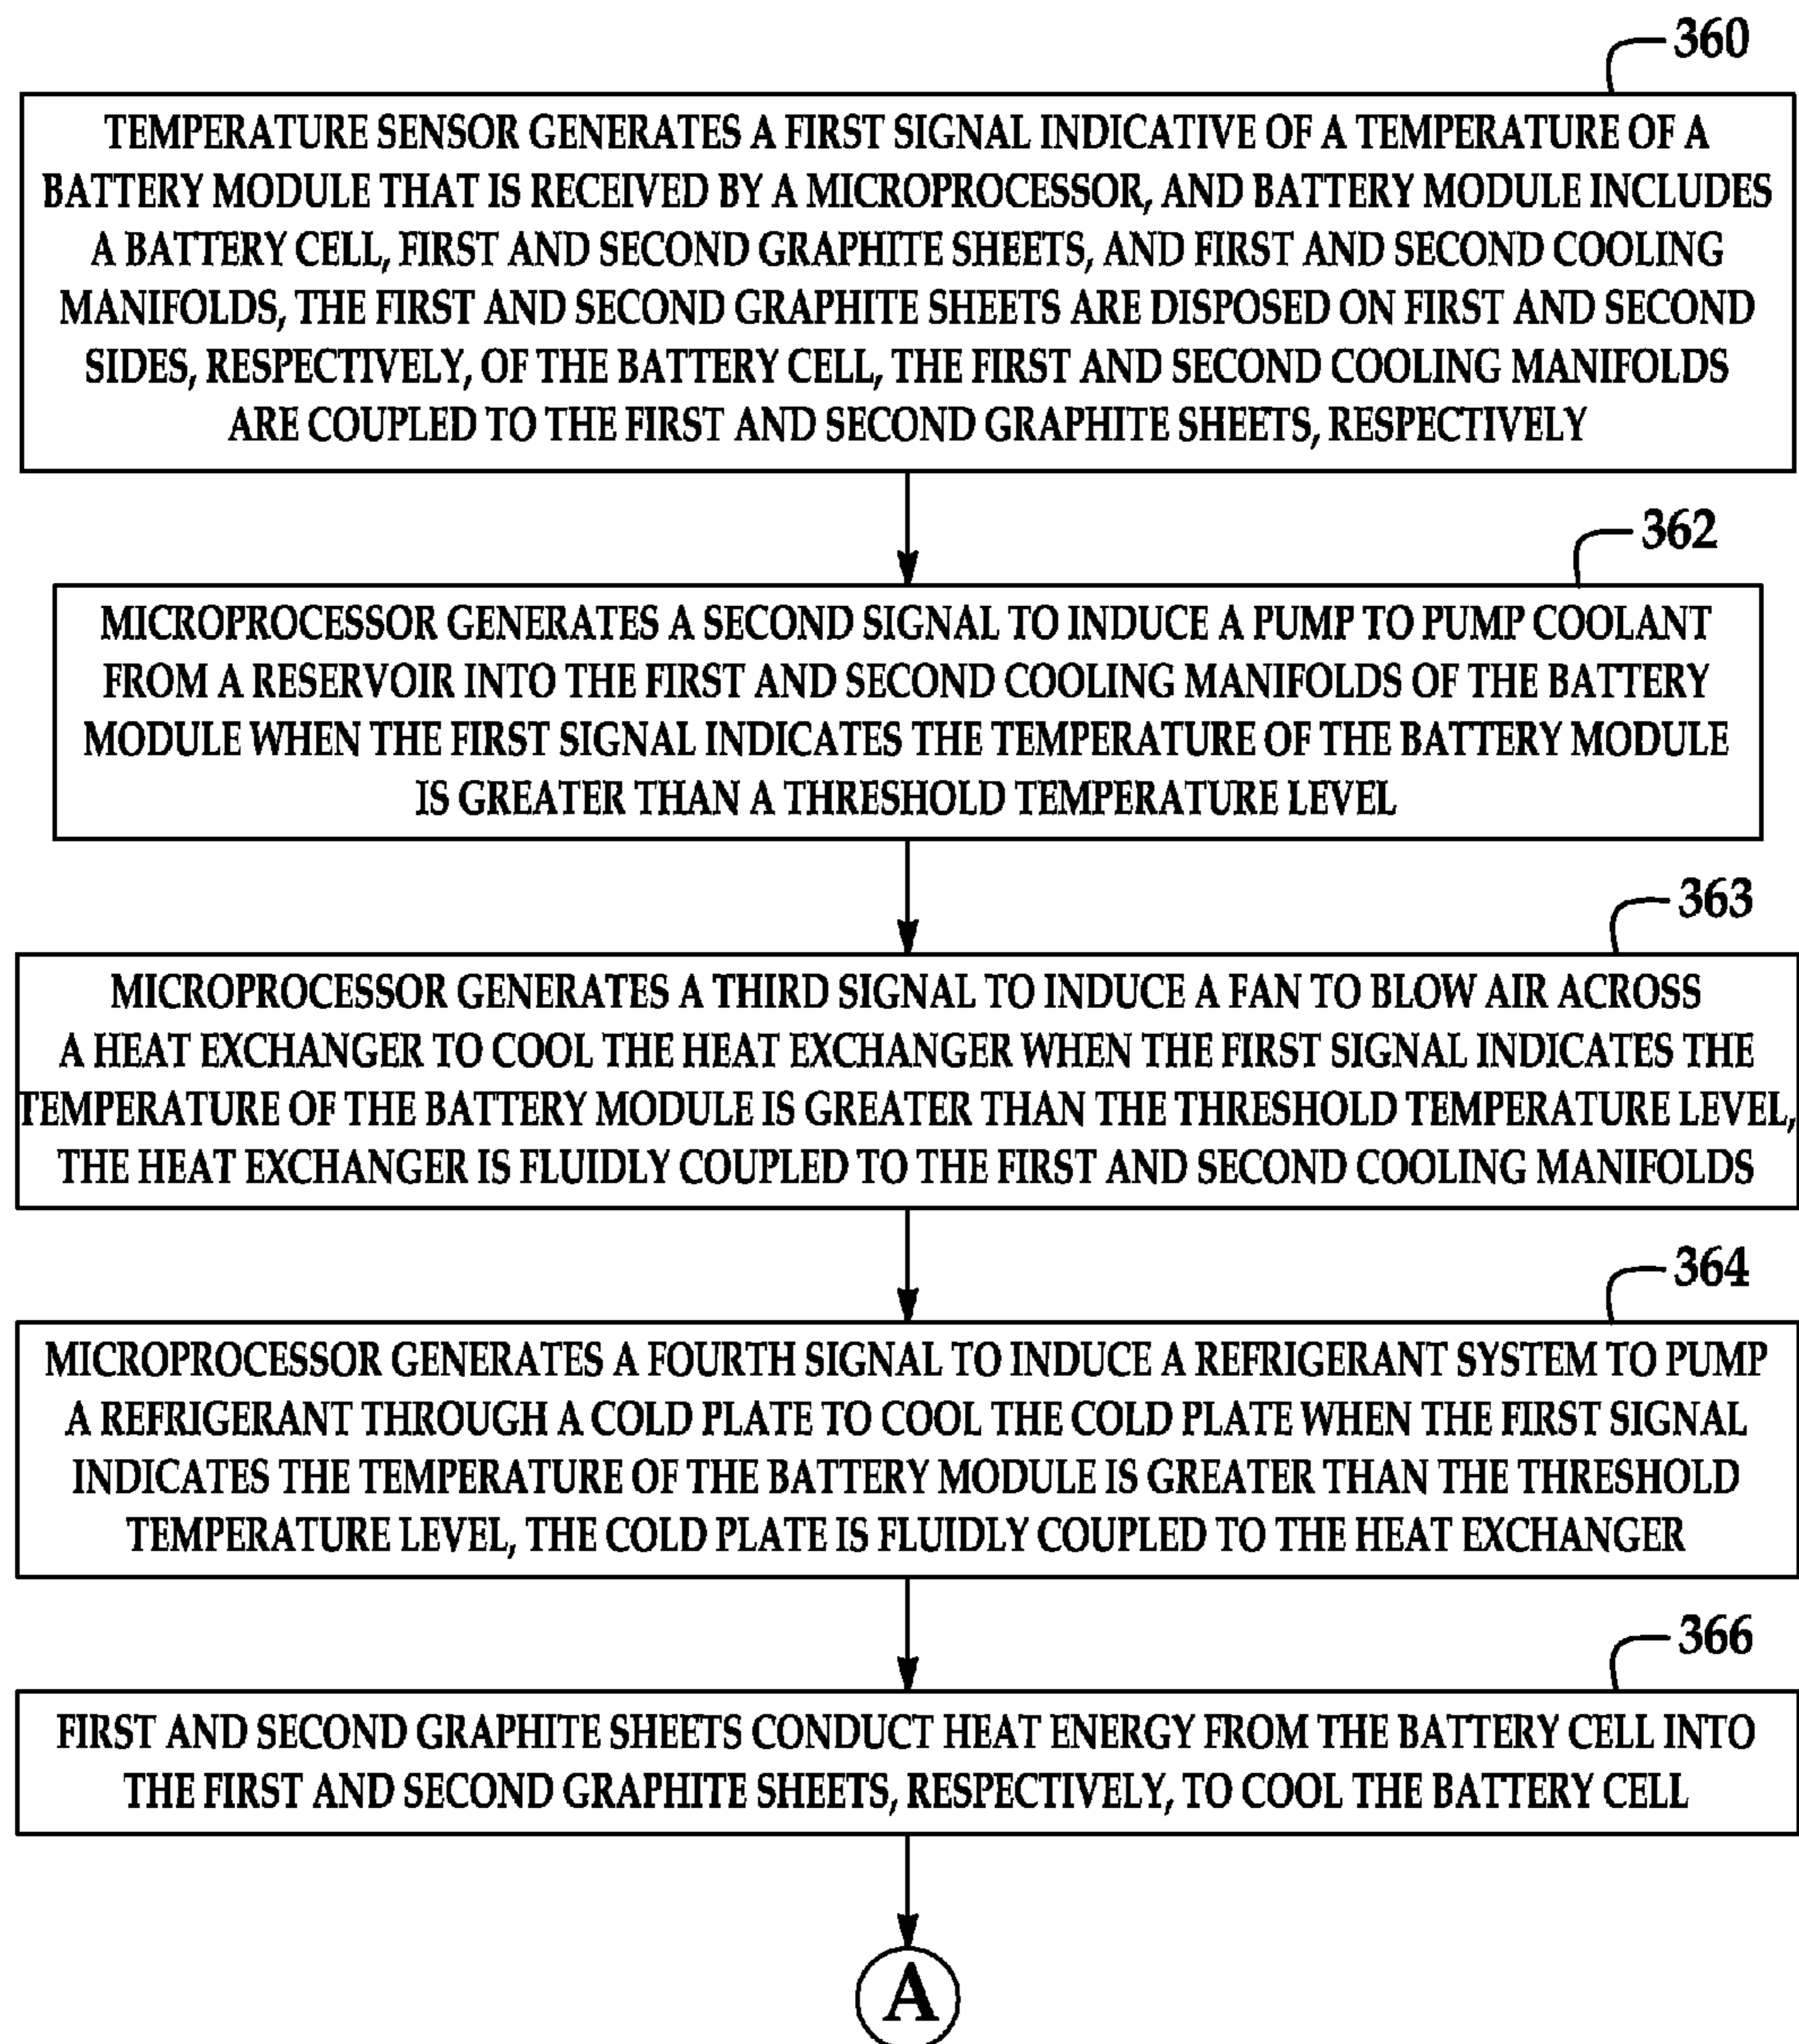 360
TEMPERATURE SENSOR GENERATES A FIRST SIGNAL INDICATIVE OF A TEMPERATURE OF A
BATTERY MODULE THAT IS RECEIVED BY A MICROPROCESSOR, AND BATTERY MODULE INCLUDES
A BATTERY CELL, FIRST AND SECOND GRAPHITE SHEETS, AND FIRST AND SECOND COOLING
MANIFOLDS, THE FIRST AND SECOND GRAPHITE SHEETS ARE DISPOSED ON FIRST AND SECOND
SIDES, RESPECTIVELY, OF THE BATTERY CELL, THE FIRST AND SECOND COOLING MANIFOLDS
ARE COUPLED TO THE FIRST AND SECOND GRAPHITE SHEETS, RESPECTIVELY
362
MICROPROCESSOR GENERATES A SECOND SIGNAL TO INDUCE A PUMP TO PUMP COOLANT
FROM A RESERVOIR INTO THE FIRST AND SECOND COOLING MANIFOLDS OF THE BATTERY
MODULE WHEN THE FIRST SIGNAL INDICATES THE TEMPERATURE OF THE BATTERY MODULE
IS GREATER THAN A THRESHOLD TEMPERATURE LEVEL
363
MICROPROCESSOR GENERATES A THIRD SIGNAL TO INDUCE A FAN TO BLOW AIR ACROSS
A HEAT EXCHANGER TO COOL THE HEAT EXCHANGER WHEN THE FIRST SIGNAL INDICATES THE
TEMPERATURE OF THE BATTERY MODULE IS GREATER THAN THE THRESHOLD TEMPERATURE LEVEL,
THE HEAT EXCHANGER IS FLUIDLY COUPLED TO THE FIRST AND SECOND COOLING MANIFOLDS
364
MICROPROCESSOR GENERATES A FOURTH SIGNAL TO INDUCE A REFRIGERANT SYSTEM TO PUMP
A REFRIGERANT THROUGH A COLD PLATE TO COOL THE COLD PLATE WHEN THE FIRST SIGNAL
INDICATES THE TEMPERATURE OF THE BATTERY MODULE IS GREATER THAN THE THRESHOLD
TEMPERATURE LEVEL, THE COLD PLATE IS FLUIDLY COUPLED TO THE HEAT EXCHANGER
366
FIRST AND SECOND GRAPHITE SHEETS CONDUCT HEAT ENERGY FROM THE BATTERY CELL INTO
THE FIRST AND SECOND GRAPHITE SHEETS, RESPECTIVELY, TO COOL THE BATTERY CELL
A